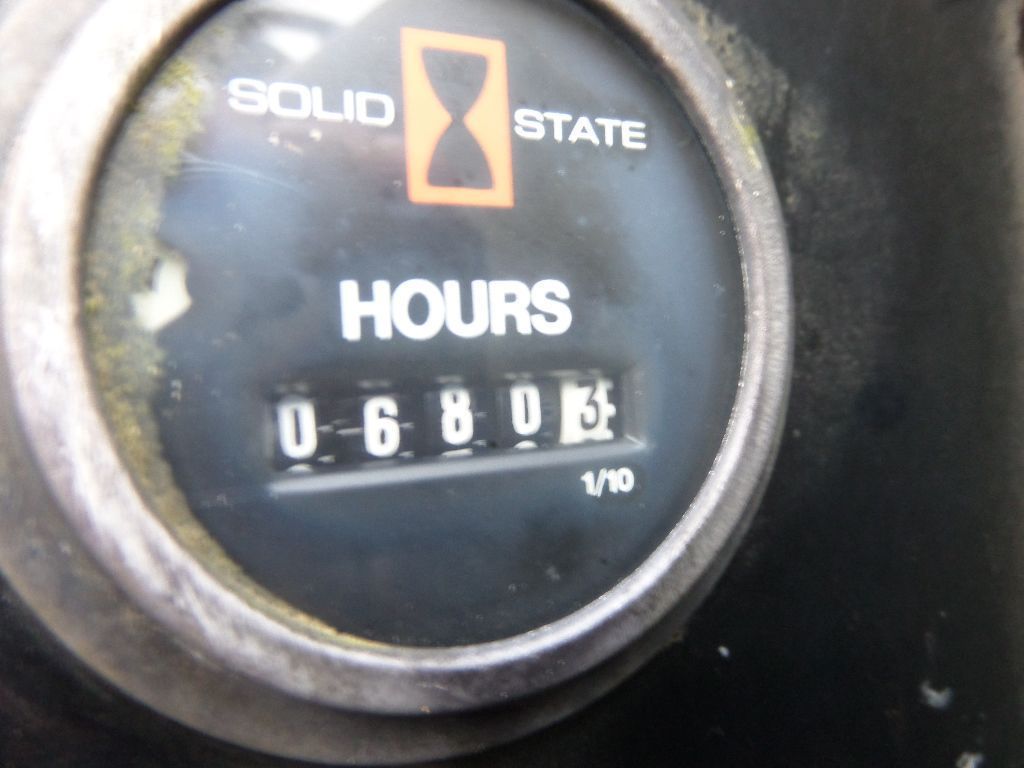 SOLID STATE
HOURS
0 6 8 0 3
1/10